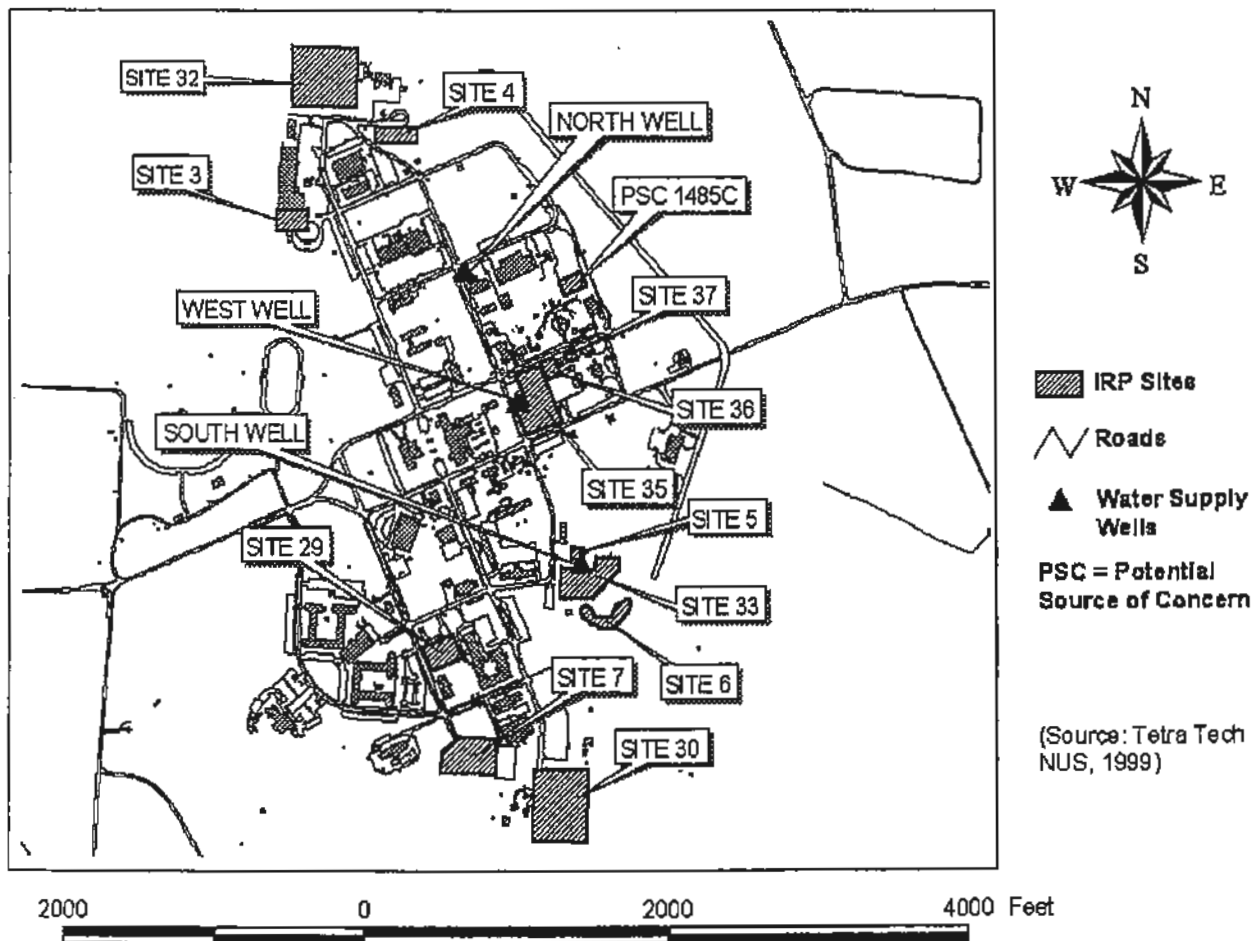 SITE 32
SITE 4
NORTH WELL
SITE 3
PSC 1485C
SITE 37
WEST WELL
SITE 36
SOUTH WELL
SITE 35
SITE 5
SITE 29
SITE 33
SITE 7
SITE 6
SITE 30
N
W
E
S
IRP Sites
Roads
Water Supply
Wells
PSC = Potential
Source of Concern
(Source: Tetra Tech
NUS, 1999)
2000 0 2000 4000 Feet